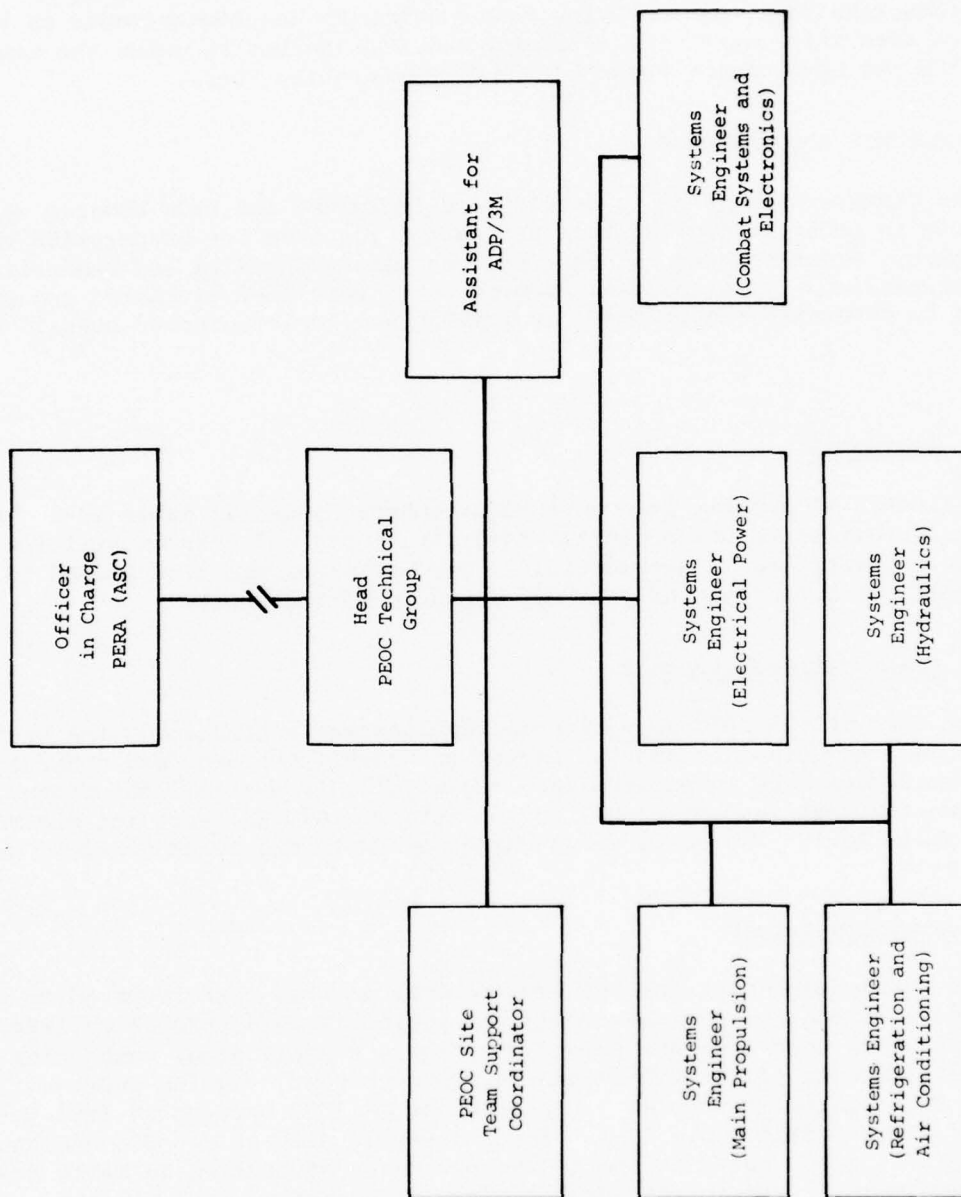 Officer
in Charge
PERA (ASC)
Head
PEOC Technical
Group
PEOC Site
Team Support
Coordinator
Assistant for
ADP/3M
Systems
Engineer
(Main Propulsion)
Systems
Engineer
(Electrical Power)
Systems
Engineer
(Combat Systems and
Electronics)
Systems Engineer
(Refrigeration and
Air Conditioning)
Systems
Engineer
(Hydraulics)